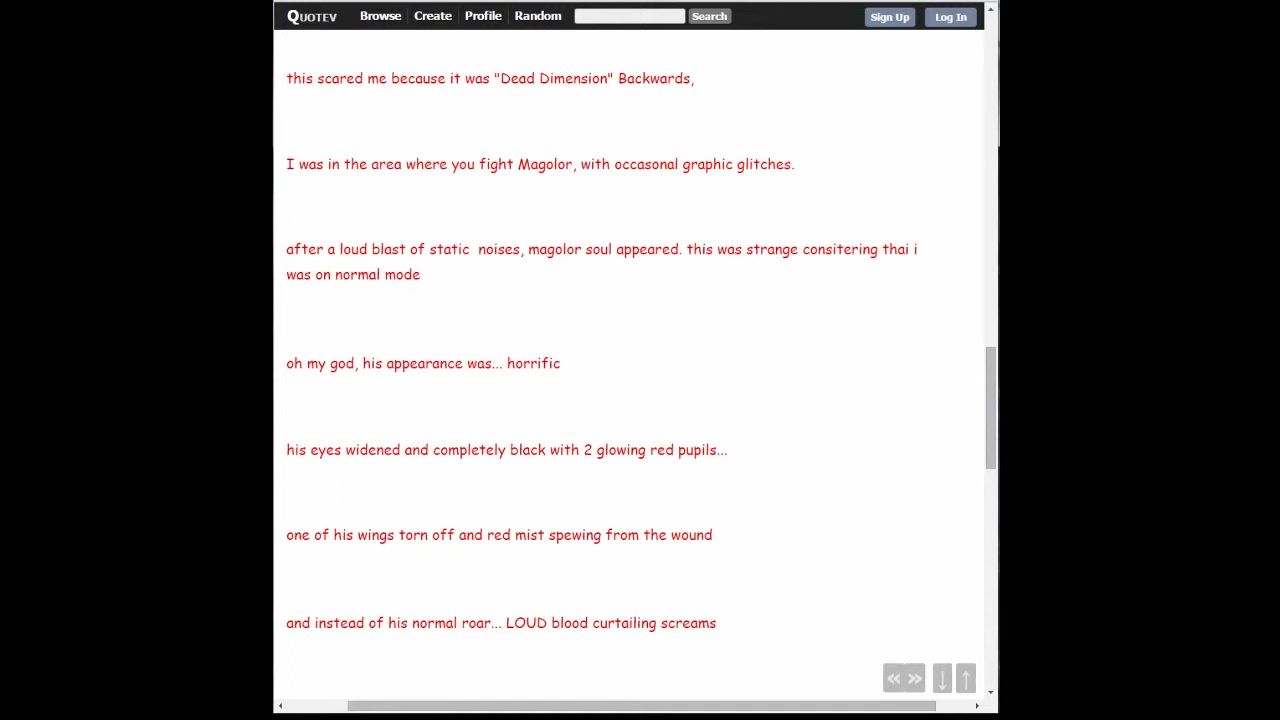 QUOTEV Browse Create Profile Random Search Sign Up Log In
this scared me because it was "Dead Dimension" Backwards,
I was in the area where you fight Magolor, with occasonal graphic glitches.
after a loud blast of static  noises, magolor soul appeared. this was strange consitering thai i
was on normal mode
oh my god, his appearance was... horrific
his eyes widened and completely black with 2 glowing red pupils...
one of his wings torn off and red mist spewing from the wound
and instead of his normal roar... LOUD blood curtailing screams